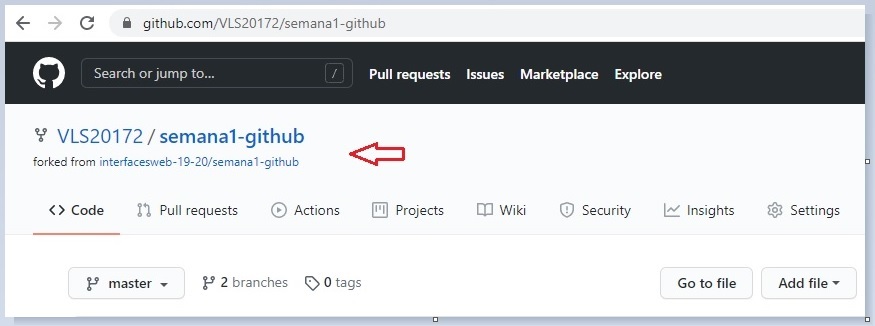 github.com/VLS20172/semana1-github
Search or jump to... / Pull requests Issues Marketplace Explore
VLS20172 / semana1-github
forked from interfacesweb-19-20/semana1-github
<> Code Pull requests Actions Projects Wiki Security Insights Settings
master 2 branches 0 tags Go to file Add file